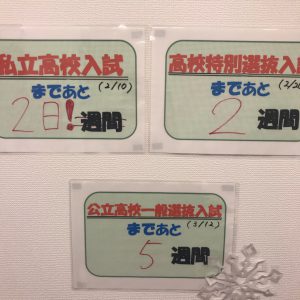 私立高校入試
まであと (2/10)
2日! 週間
高校特別選抜入
まであと
2 週間
公立高校一般選抜入試
まであと (3/12)
5 週間